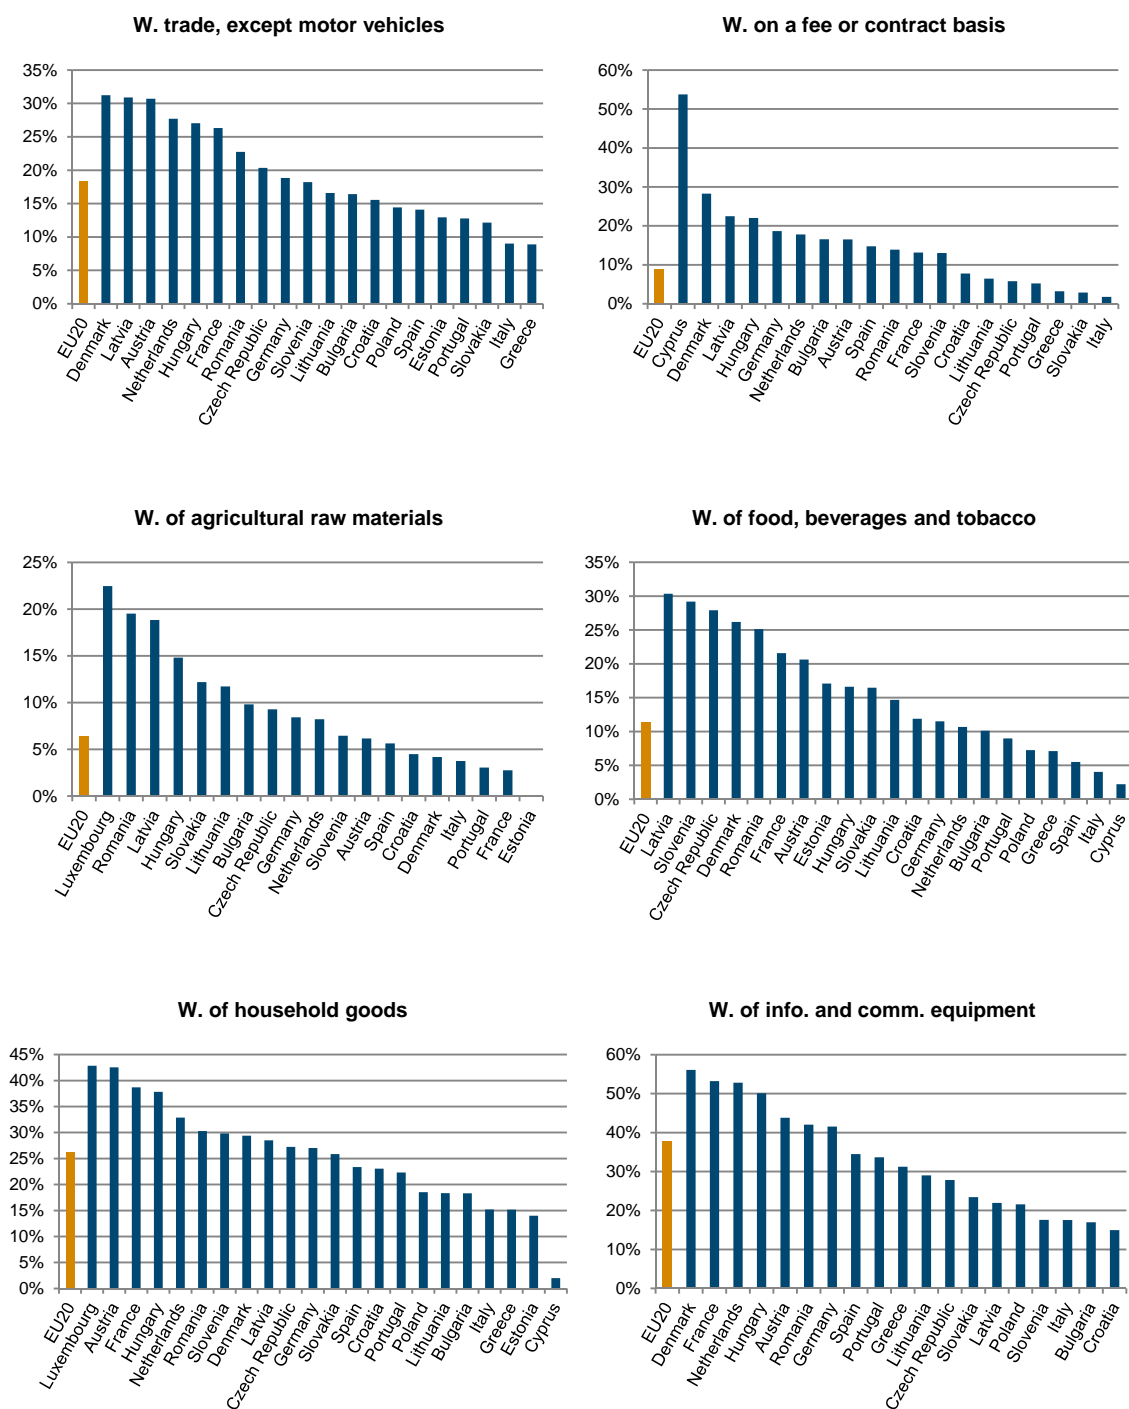 W. trade, except motor vehicles
35%
30%
25%
20%
15%
10%
5%
0%
EU20
Denmark
Latvia
Austria
Netherlands
Hungary
France
Romania
Czech Republic
Germany
Slovenia
Lithuania
Bulgaria
Croatia
Poland
Spain
Estonia
Portugal
Slovakia
Italy
Greece
W. on a fee or contract basis
60%
50%
40%
30%
20%
10%
0%
EU20
Cyprus
Denmark
Latvia
Hungary
Germany
Netherlands
Bulgaria
Austria
Spain
Romania
France
Slovenia
Croatia
Lithuania
Czech Republic
Portugal
Greece
Slovakia
Italy
W. of agricultural raw materials
25%
20%
15%
10%
5%
0%
EU20
Luxembourg
Romania
Latvia
Hungary
Slovakia
Lithuania
Bulgaria
Czech Republic
Germany
Netherlands
Slovenia
Austria
Spain
Croatia
Denmark
Italy
Portugal
France
Estonia
W. of food, beverages and tobacco
35%
30%
25%
20%
15%
10%
5%
0%
EU20
Latvia
Slovenia
Czech Republic
Denmark
Romania
France
Austria
Estonia
Hungary
Slovakia
Lithuania
Croatia
Germany
Netherlands
Bulgaria
Portugal
Poland
Greece
Spain
Italy
Cyprus
W. of household goods
45%
40%
35%
30%
25%
20%
15%
10%
5%
0%
EU20
Luxembourg
Austria
France
Hungary
Netherlands
Romania
Slovenia
Denmark
Latvia
Czech Republic
Germany
Slovakia
Spain
Croatia
Portugal
Poland
Lithuania
Bulgaria
Italy
Greece
Estonia
Cyprus
W. of info. and comm. equipment
60%
50%
40%
30%
20%
10%
0%
EU20
Denmark
France
Netherlands
Hungary
Austria
Romania
Germany
Spain
Portugal
Greece
Lithuania
Czech Republic
Slovakia
Latvia
Poland
Slovenia
Italy
Bulgaria
Croatia